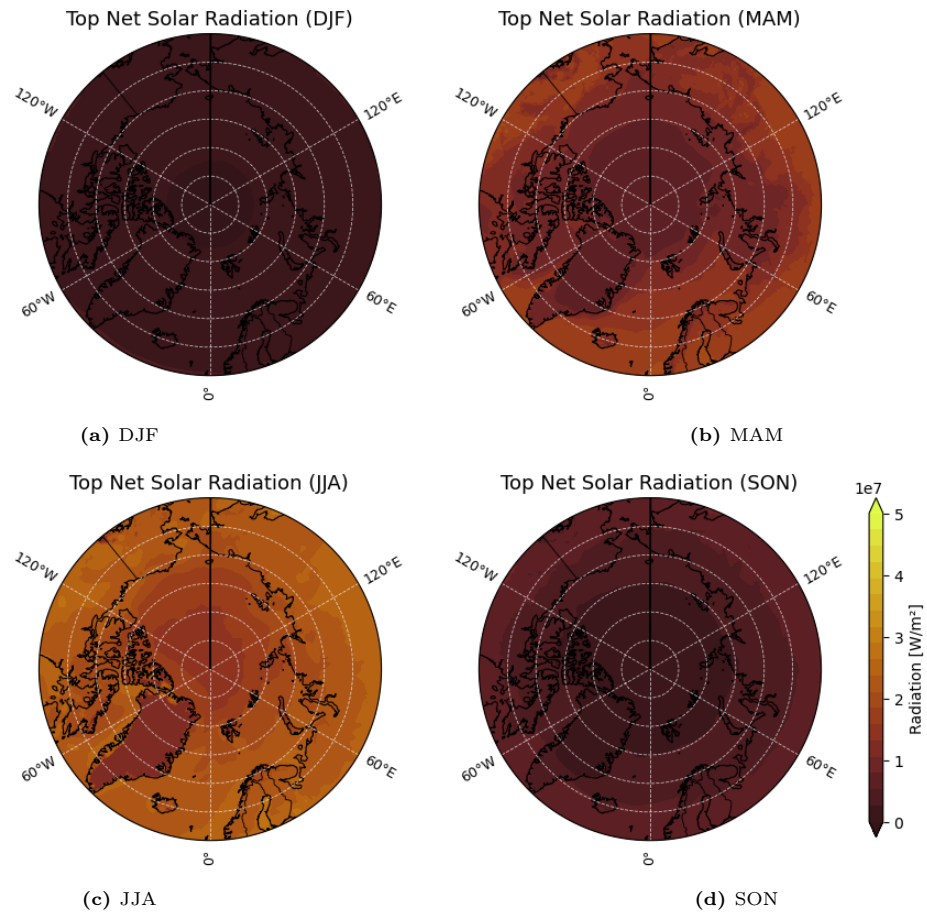 Top Net Solar Radiation (DJF)
120°W
120°E
60°W
60°E
0°
(a) DJF
Top Net Solar Radiation (MAM)
120°W
120°E
60°W
60°E
0°
(b) MAM
Top Net Solar Radiation (JJA)
120°W
120°E
60°W
60°E
0°
(c) JJA
Top Net Solar Radiation (SON)
120°W
120°E
60°W
60°E
0°
(d) SON
1e7
5
4
3
2
1
0
Radiation [W/m²]